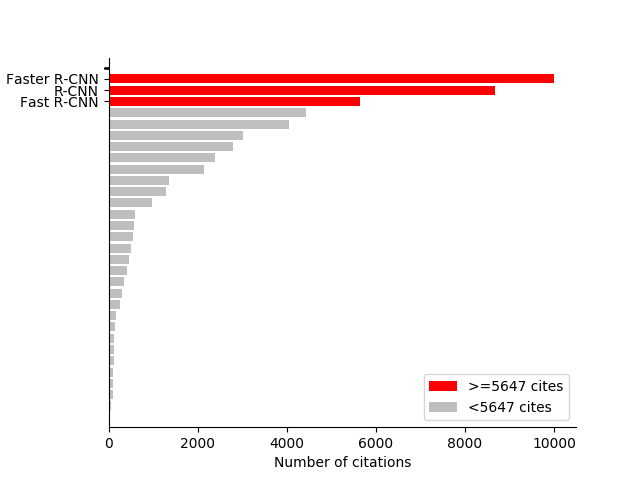 Faster R-CNN
R-CNN
Fast R-CNN
>=5647 cites
<5647 cites
0 2000 4000 6000 8000 10000
Number of citations